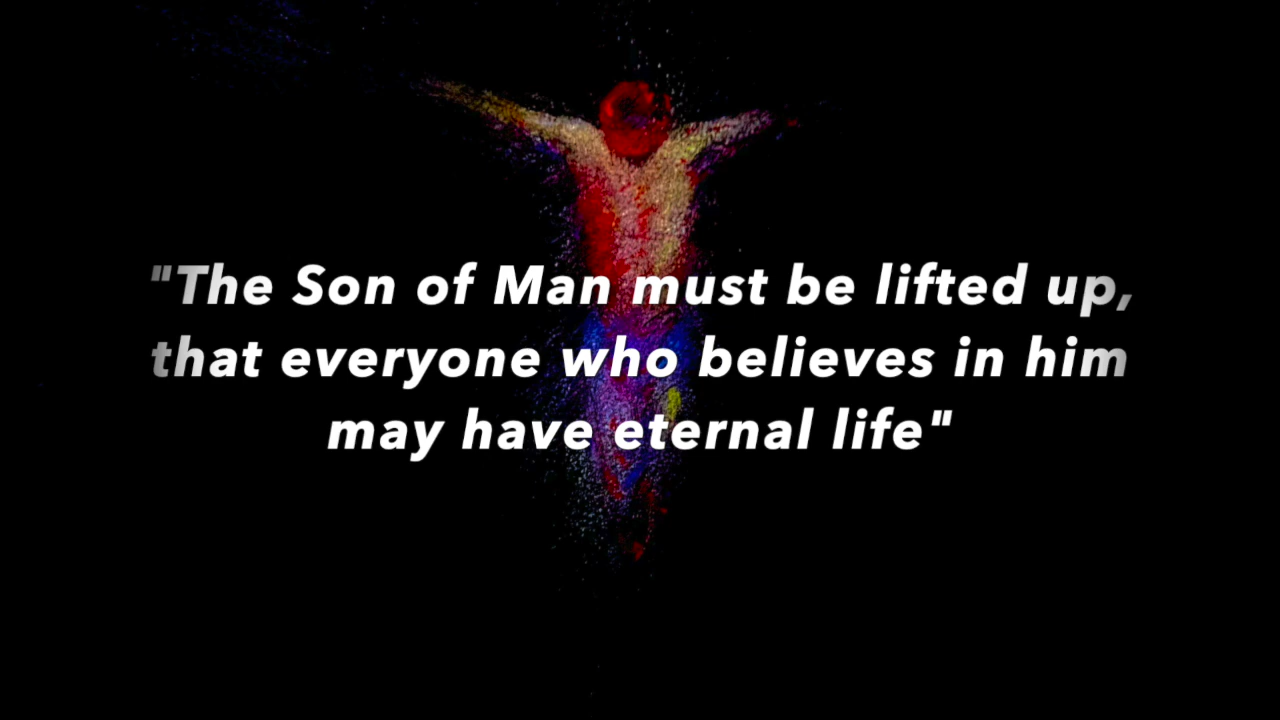 "The Son of Man must be lifted up,
that everyone who believes in him
may have eternal life"